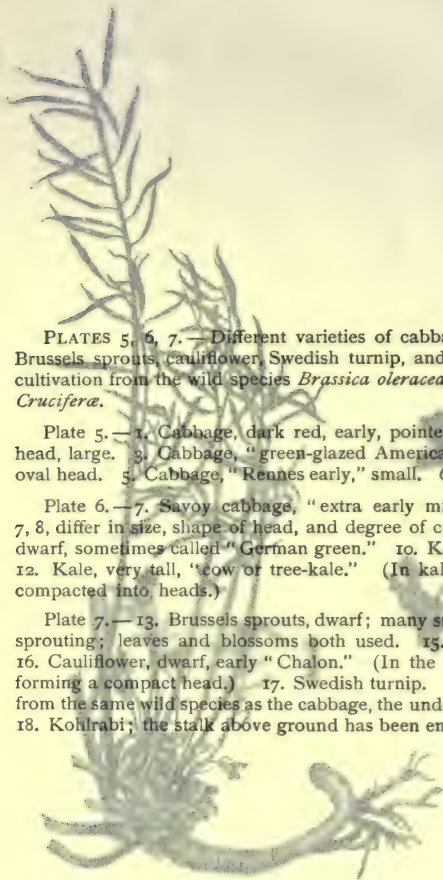 PLATES 5, 6, 7.—Different varieties of cabba
Brussels sprouts, cauliflower, Swedish turnip, and
cultivation from the wild species Brassica oleracea
Cruciferæ.
Plate 5.—1. Cabbage, dark red, early, pointe
head, large. 3. Cabbage, "green-glazed America
oval head. 5. Cabbage, "Rennes early," small. 6
Plate 6.—7. Savoy cabbage, "extra early m
7, 8, differ in size, shape of head, and degree of c
dwarf, sometimes called "German green." 10. K
12. Kale, very tall, "cow or tree-kale." (In kal
compacted into heads.)
Plate 7.—13. Brussels sprouts, dwarf; many s
sprouting; leaves and blossoms both used. 15.
16. Cauliflower, dwarf, early "Chalon." (In the
forming a compact head.) 17. Swedish turnip.
from the same wild species as the cabbage, the und
18. Kohlrabi; the stalk above ground has been en